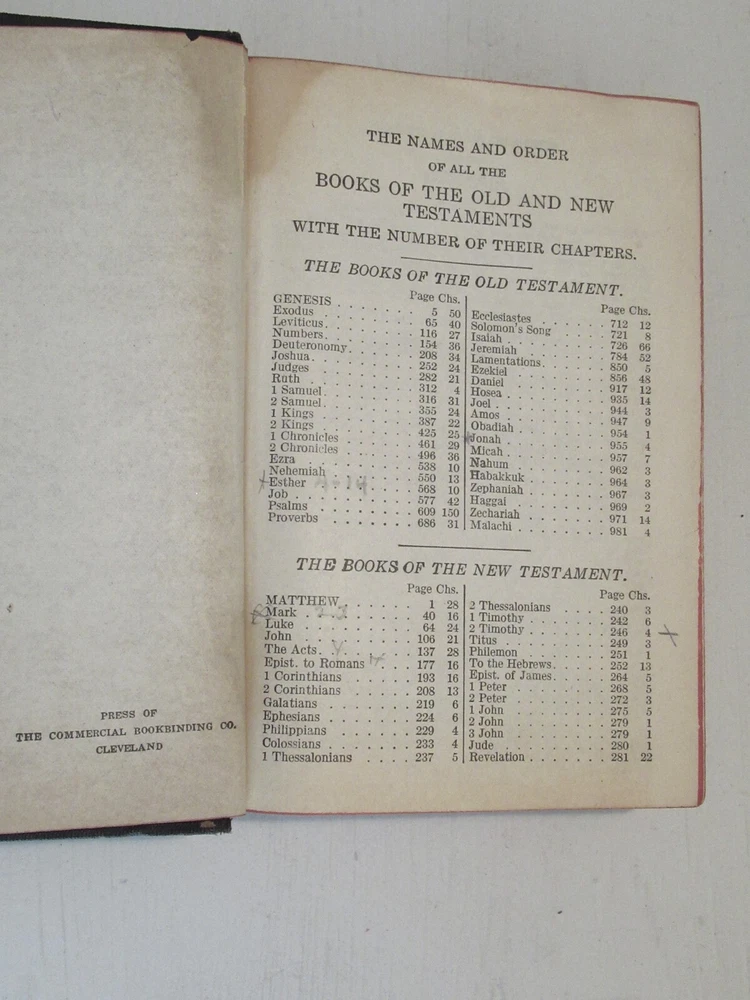 PRESS OF
THE COMMERCIAL BOOKBINDING CO.
CLEVELAND
THE NAMES AND ORDER
OF ALL THE
BOOKS OF THE OLD AND NEW
TESTAMENTS
WITH THE NUMBER OF THEIR CHAPTERS.
THE BOOKS OF THE OLD TESTAMENT.
Page Chs.
GENESIS . . . . . . 5 50
Exodus . . . . . . . 65 40
Leviticus . . . . . . 116 27
Numbers . . . . . . 154 36
Deuteronomy . . . . . 208 34
Joshua . . . . . . . 252 24
Judges . . . . . . . 282 21
Ruth . . . . . . . . 312 4
1 Samuel . . . . . . 316 31
2 Samuel . . . . . . 355 24
1 Kings . . . . . . 387 22
2 Kings . . . . . . 425 25
1 Chronicles . . . . . 461 29
2 Chronicles . . . . . 496 36
Ezra . . . . . . . . 538 10
Nehemiah . . . . . . 550 13
Esther . . . . . . . 568 10
Job . . . . . . . . 577 42
Psalms . . . . . . . 609 150
Proverbs . . . . . . 686 31
Page Chs.
Ecclesiastes . . . . . 712 12
Solomon's Song . . . . 721 8
Isaiah . . . . . . . 726 66
Jeremiah . . . . . . 784 52
Lamentations . . . . . 850 5
Ezekiel . . . . . . 856 48
Daniel . . . . . . . 917 12
Hosea . . . . . . . 935 14
Joel . . . . . . . . 944 3
Amos . . . . . . . 947 9
Obadiah . . . . . . 954 1
Jonah . . . . . . . 955 4
Micah . . . . . . . 957 7
Nahum . . . . . . . 962 3
Habakkuk . . . . . . 964 3
Zephaniah . . . . . . 967 3
Haggai . . . . . . . 969 2
Zechariah . . . . . . 971 14
Malachi . . . . . . 981 4
THE BOOKS OF THE NEW TESTAMENT.
Page Chs.
MATTHEW . . . . . . 1 28
Mark . . . . . . . . 40 16
Luke . . . . . . . . 64 24
John . . . . . . . . 106 21
The Acts . . . . . . 137 28
Epist. to Romans . . . 177 16
1 Corinthians . . . . 193 16
2 Corinthians . . . . 208 13
Galatians . . . . . . 219 6
Ephesians . . . . . . 224 6
Philippians . . . . . 229 4
Colossians . . . . . 233 4
1 Thessalonians . . . . 237 5
Page Chs.
2 Thessalonians . . . . 240 3
1 Timothy . . . . . . 242 6
2 Timothy . . . . . . 246 4
Titus . . . . . . . 249 3
Philemon . . . . . . 251 1
To the Hebrews . . . . 252 13
Epist. of James . . . . 264 5
1 Peter . . . . . . . 268 5
2 Peter . . . . . . . 272 3
1 John . . . . . . . 275 5
2 John . . . . . . . 279 1
3 John . . . . . . . 279 1
Jude . . . . . . . . 280 1
Revelation . . . . . . 281 22